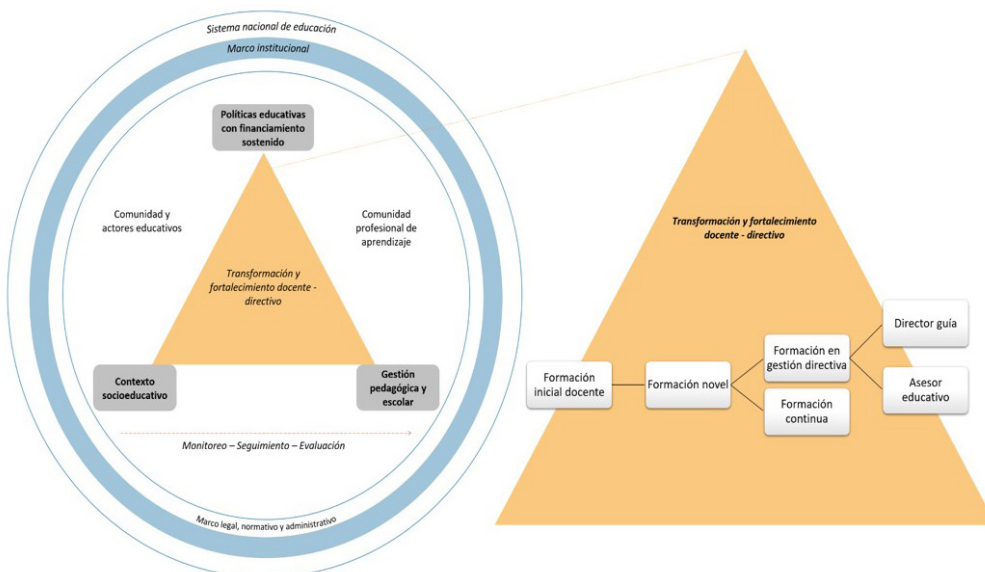 Sistema nacional de educación
Marco institucional
Políticas educativas
con financiamiento
sostenido
Comunidad y
actores educativos
Comunidad
profesional de
aprendizaje
Transformación y
fortalecimiento docente -
directivo
Contexto
socioeducativo
Gestión
pedagógica y
escolar
Monitoreo – Seguimiento – Evaluación
Marco legal, normativo y administrativo
Transformación y fortalecimiento
docente - directivo
Formación
inicial docente
Formación novel
Formación en
gestión directiva
Formación
continua
Director guía
Asesor
educativo